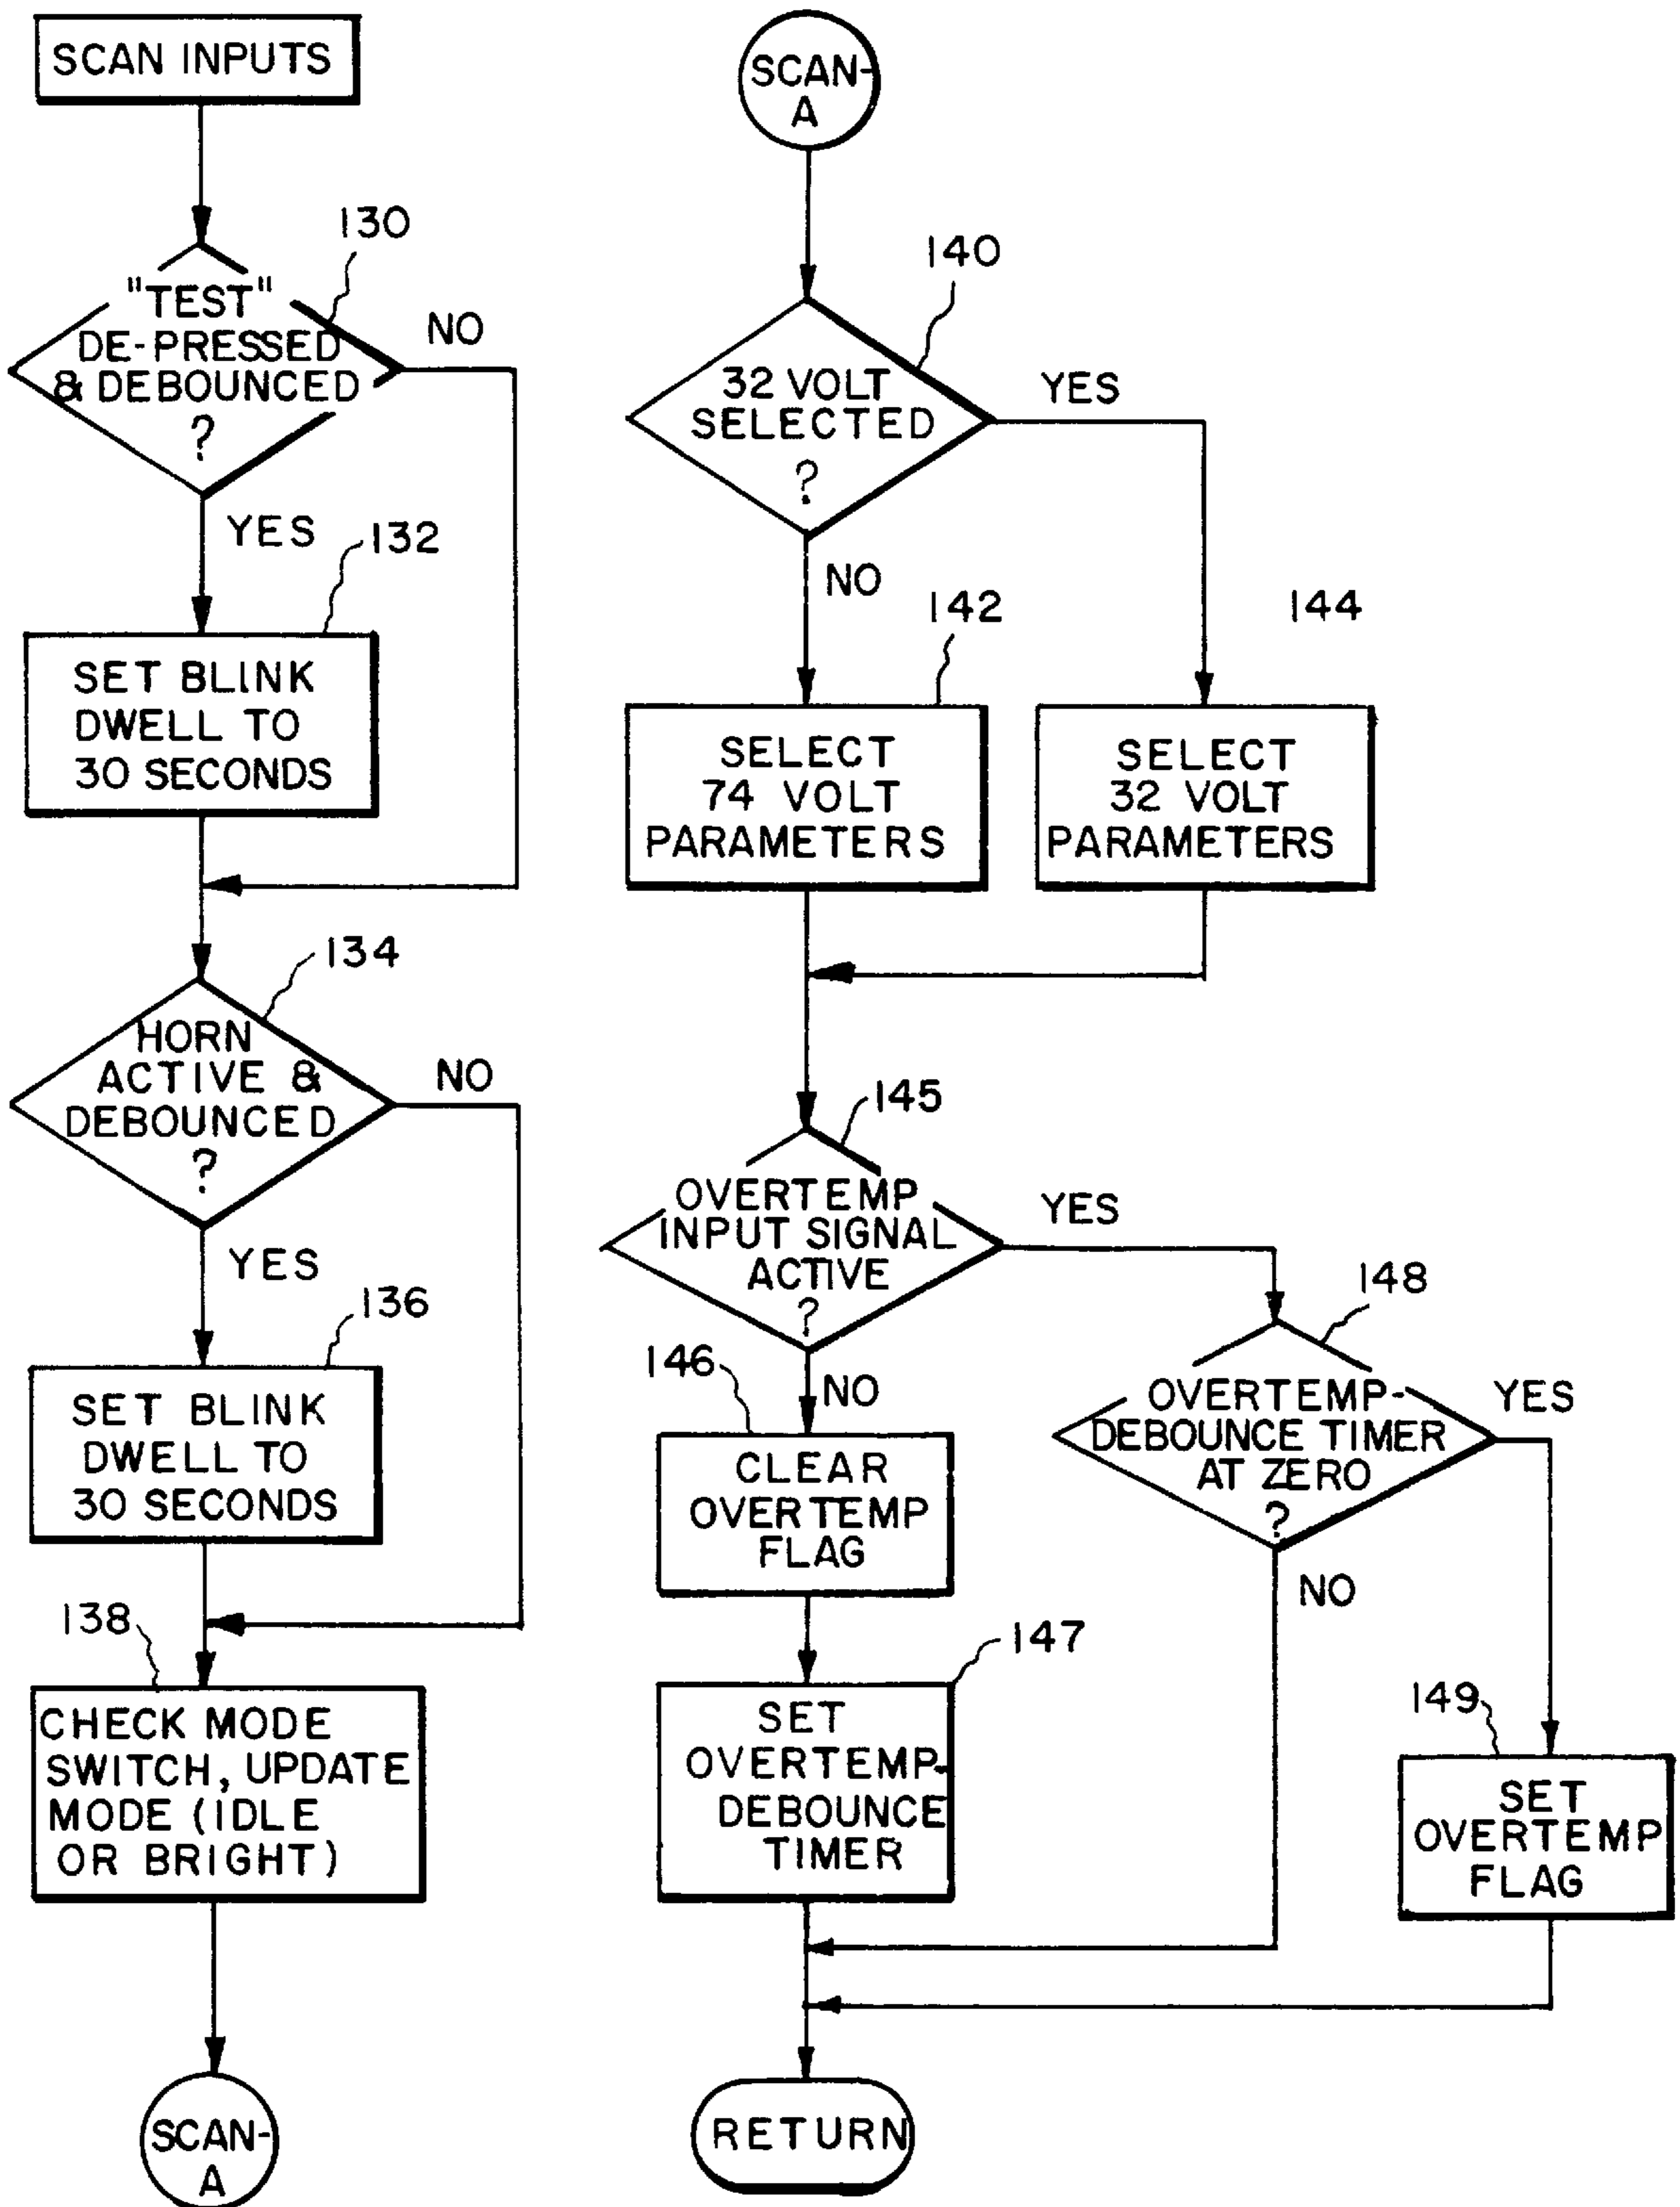 SCAN INPUTS
130
"TEST"
DE-PRESSED
& DEBOUNCED
?
NO
YES
132
SET BLINK
DWELL TO
30 SECONDS
134
HORN
ACTIVE &
DEBOUNCED
?
NO
YES
136
SET BLINK
DWELL TO
30 SECONDS
138
CHECK MODE
SWITCH, UPDATE
MODE (IDLE
OR BRIGHT)
SCAN-
A
SCAN-
A
140
32 VOLT
SELECTED
?
YES
NO
142
SELECT
74 VOLT
PARAMETERS
144
SELECT
32 VOLT
PARAMETERS
145
OVERTEMP
INPUT SIGNAL
ACTIVE
?
YES
NO
146
CLEAR
OVERTEMP
FLAG
147
SET
OVERTEMP-
DEBOUNCE
TIMER
148
OVERTEMP-
DEBOUNCE TIMER
AT ZERO
?
YES
NO
149
SET
OVERTEMP
FLAG
RETURN